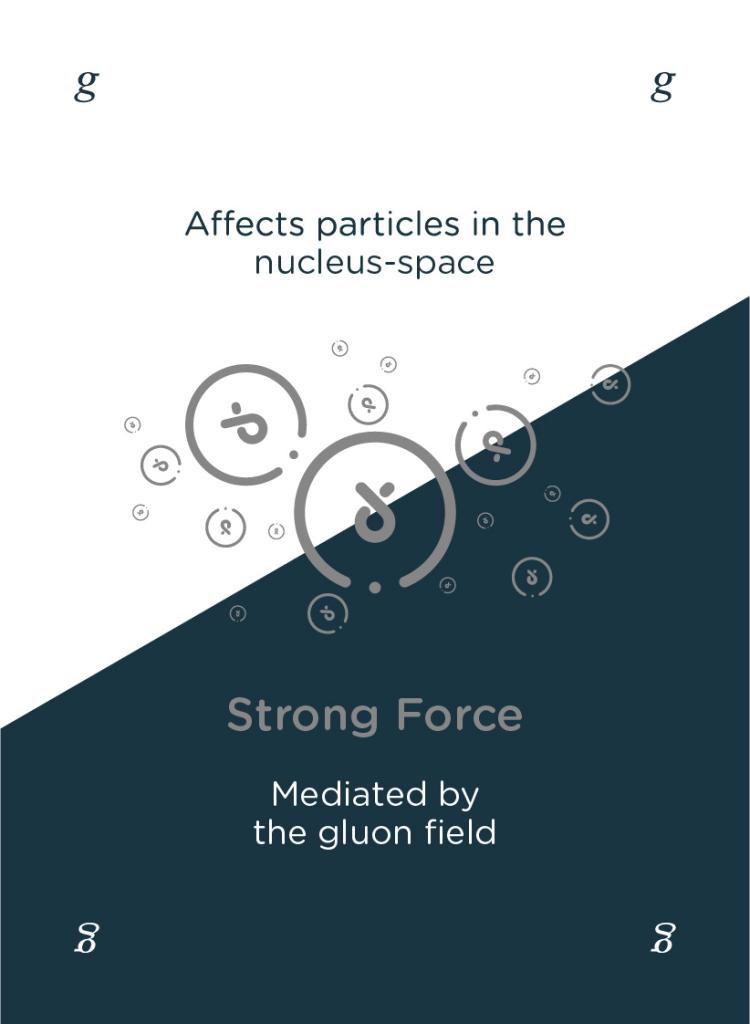 g g
Affects particles in the
nucleus-space
Strong Force
Mediated by
the gluon field
g g